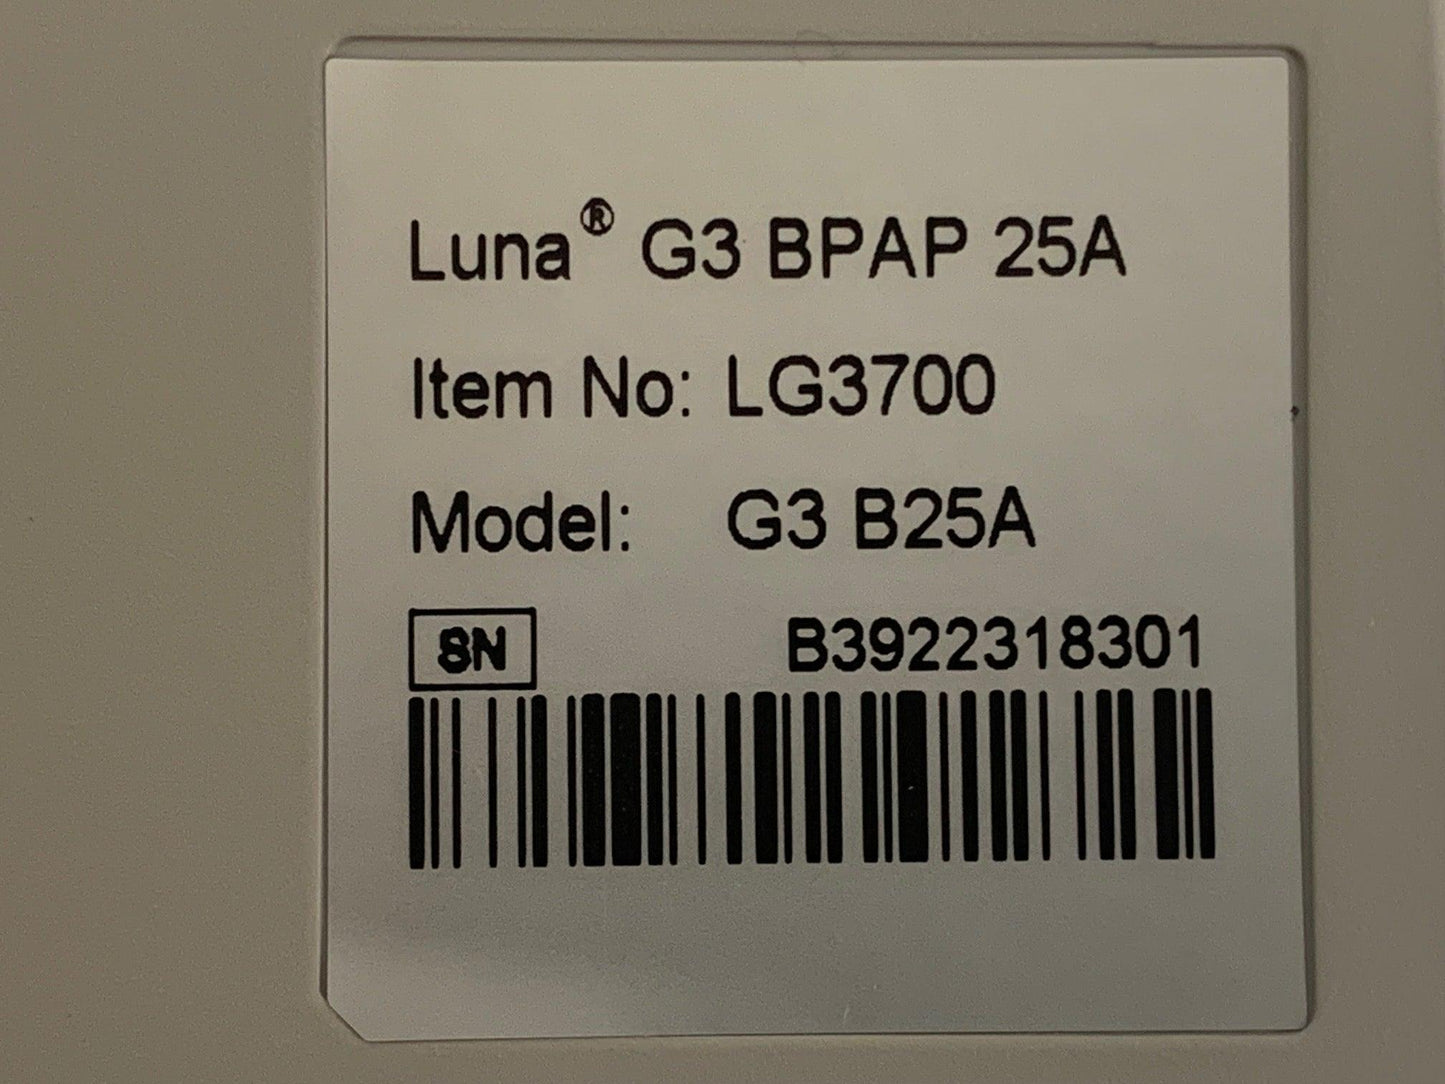 Luna® G3 BPAP 25A
Item No: LG3700
Model: G3 B25A
SN B3922318301